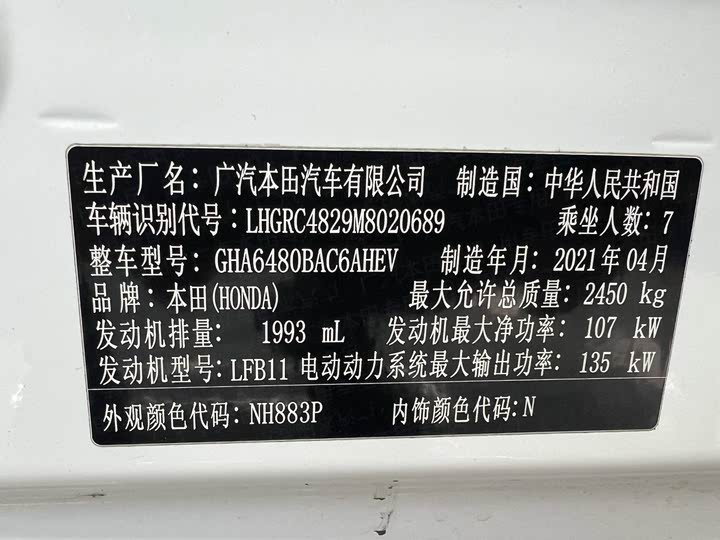 生产厂名：广汽本田汽车有限公司 制造国：中华人民共和国
车辆识别代号：LHGRC4829M8020689 乘坐人数：7
整车型号：GHA6480BAC6AHEV 制造年月：2021年04月
品牌：本田(HONDA) 最大允许总质量：2450 kg
发动机排量： 1993 mL 发动机最大净功率：107 kW
发动机型号：LFB11 电动动力系统最大输出功率：135 kW
外观颜色代码：NH883P 内饰颜色代码：N